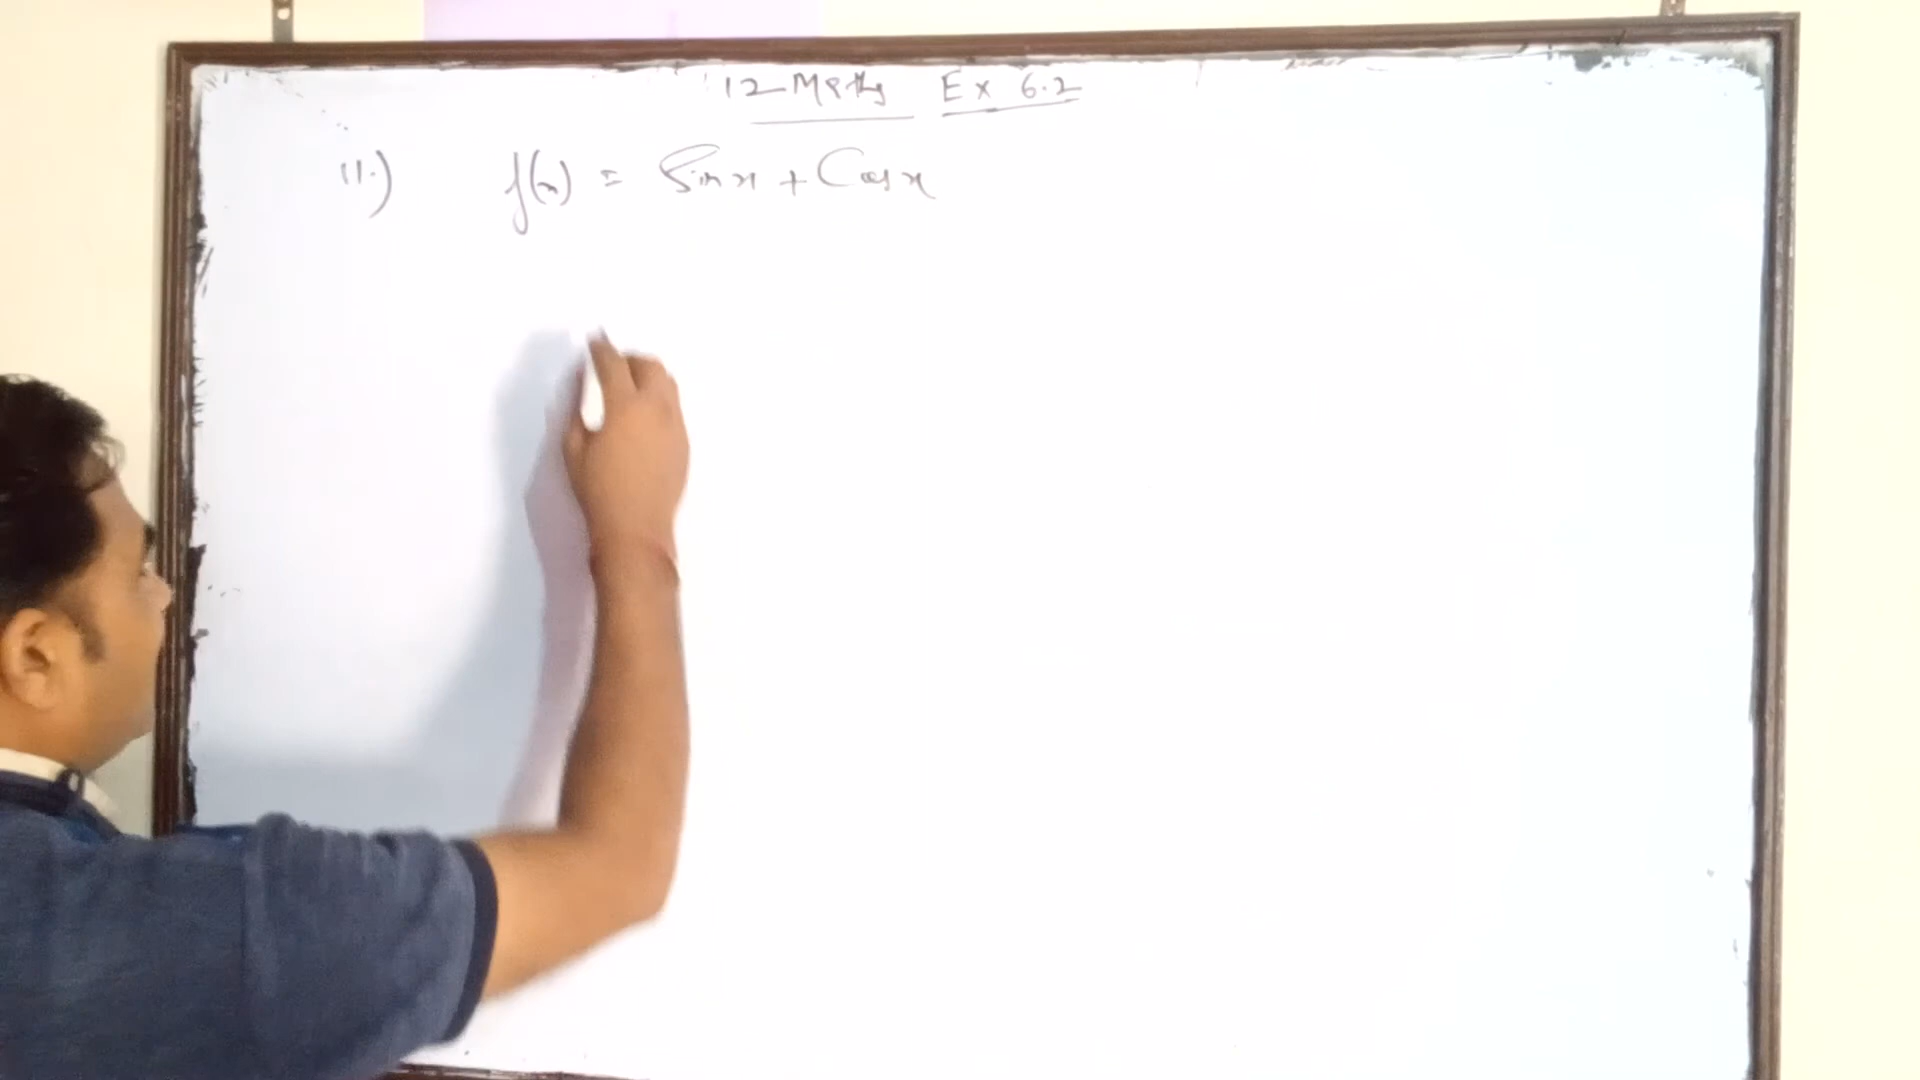 12 Maths Ex 6.2
11.) f(x) = Sin x + Cos x